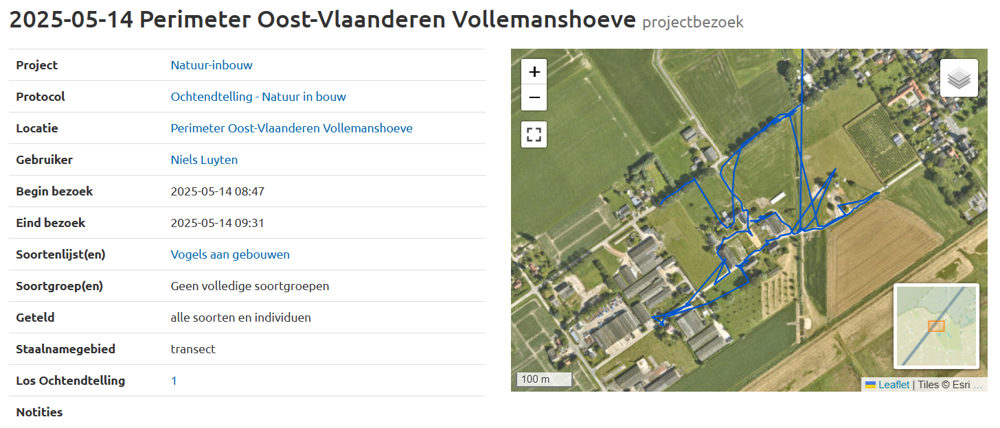 2025-05-14 Perimeter Oost-Vlaanderen Vollemanshoeve projectbezoek
Project Natuur-inbouw
Protocol Ochtendtelling - Natuur in bouw
Locatie Perimeter Oost-Vlaanderen Vollemanshoeve
Gebruiker Niels Luyten
Begin bezoek 2025-05-14 08:47
Eind bezoek 2025-05-14 09:31
Soortenlijst(en) Vogels aan gebouwen
Soortgroep(en) Geen volledige soortgroepen
Geteld alle soorten en individuen
Staalnamegebied transect
Los Ochtendtelling 1
Notities
+
−
100 m
Leaflet | Tiles © Esri ...